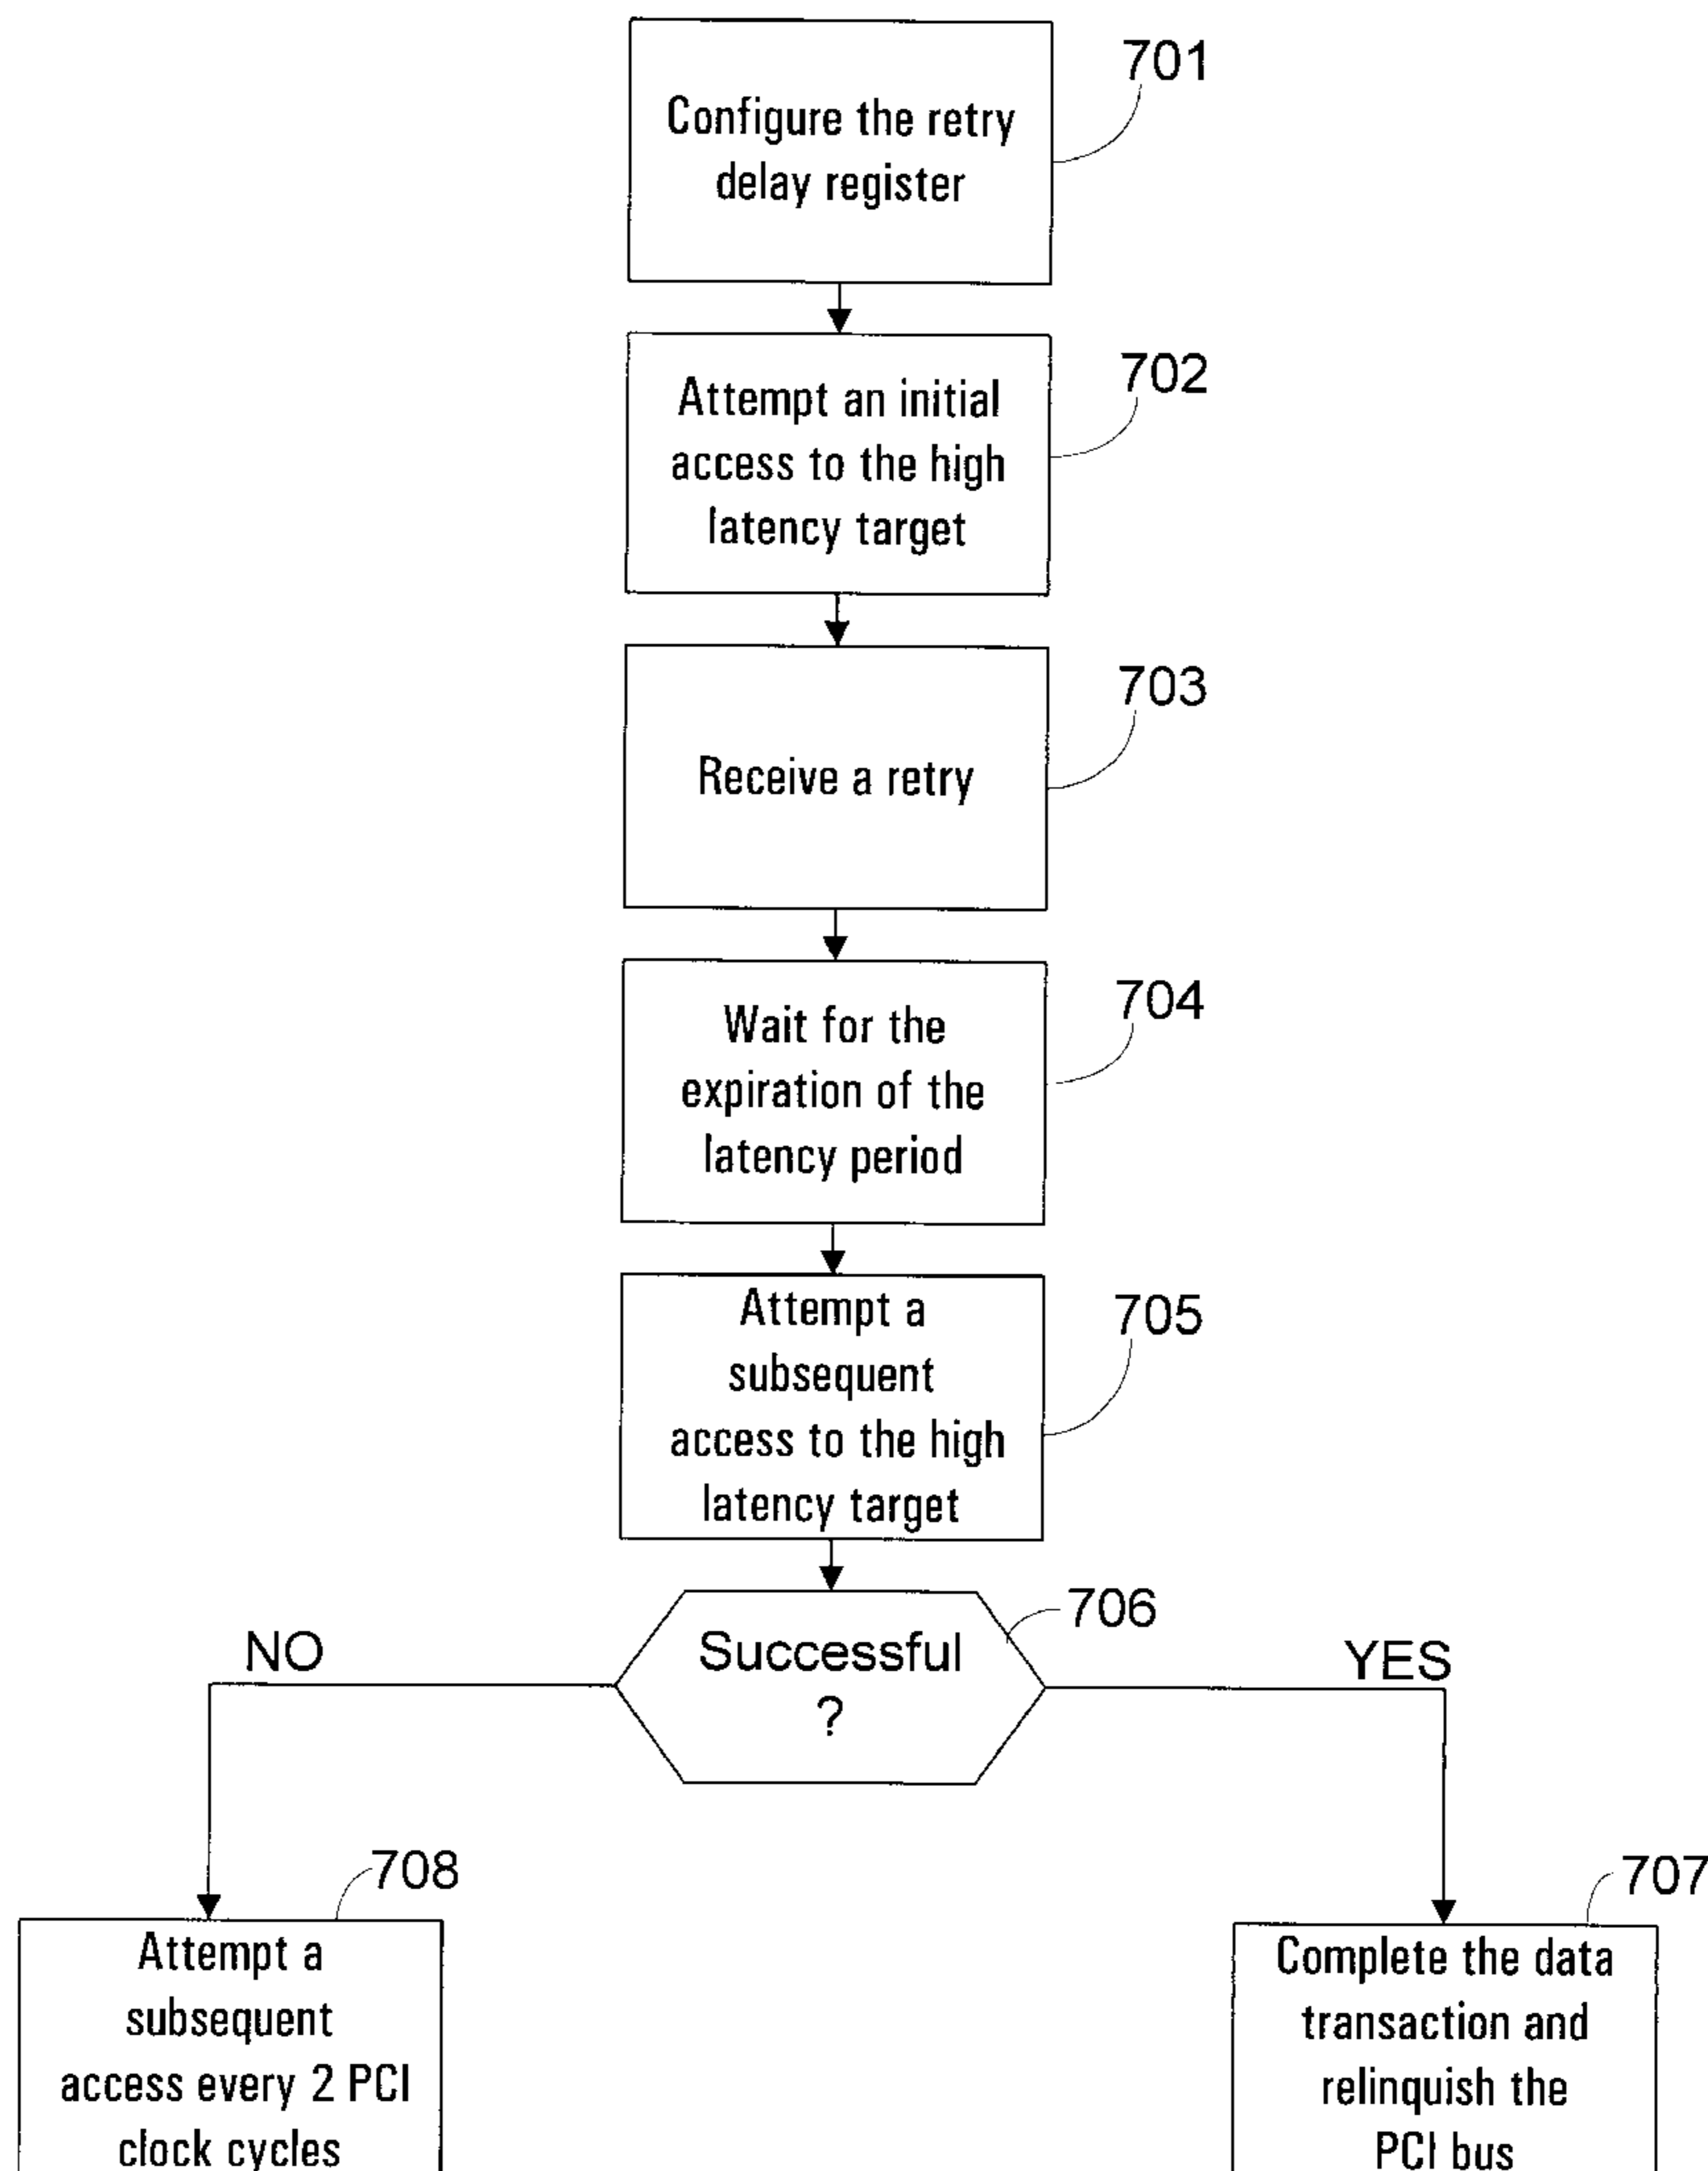 701
Configure the retry
delay register
702
Attempt an initial
access to the high
latency target
703
Receive a retry
704
Wait for the
expiration of the
latency period
705
Attempt a
subsequent
access to the high
latency target
706
Successful
?
NO
YES
708
Attempt a
subsequent
access every 2 PCI
clock cycles
707
Complete the data
transaction and
relinquish the
PCI bus